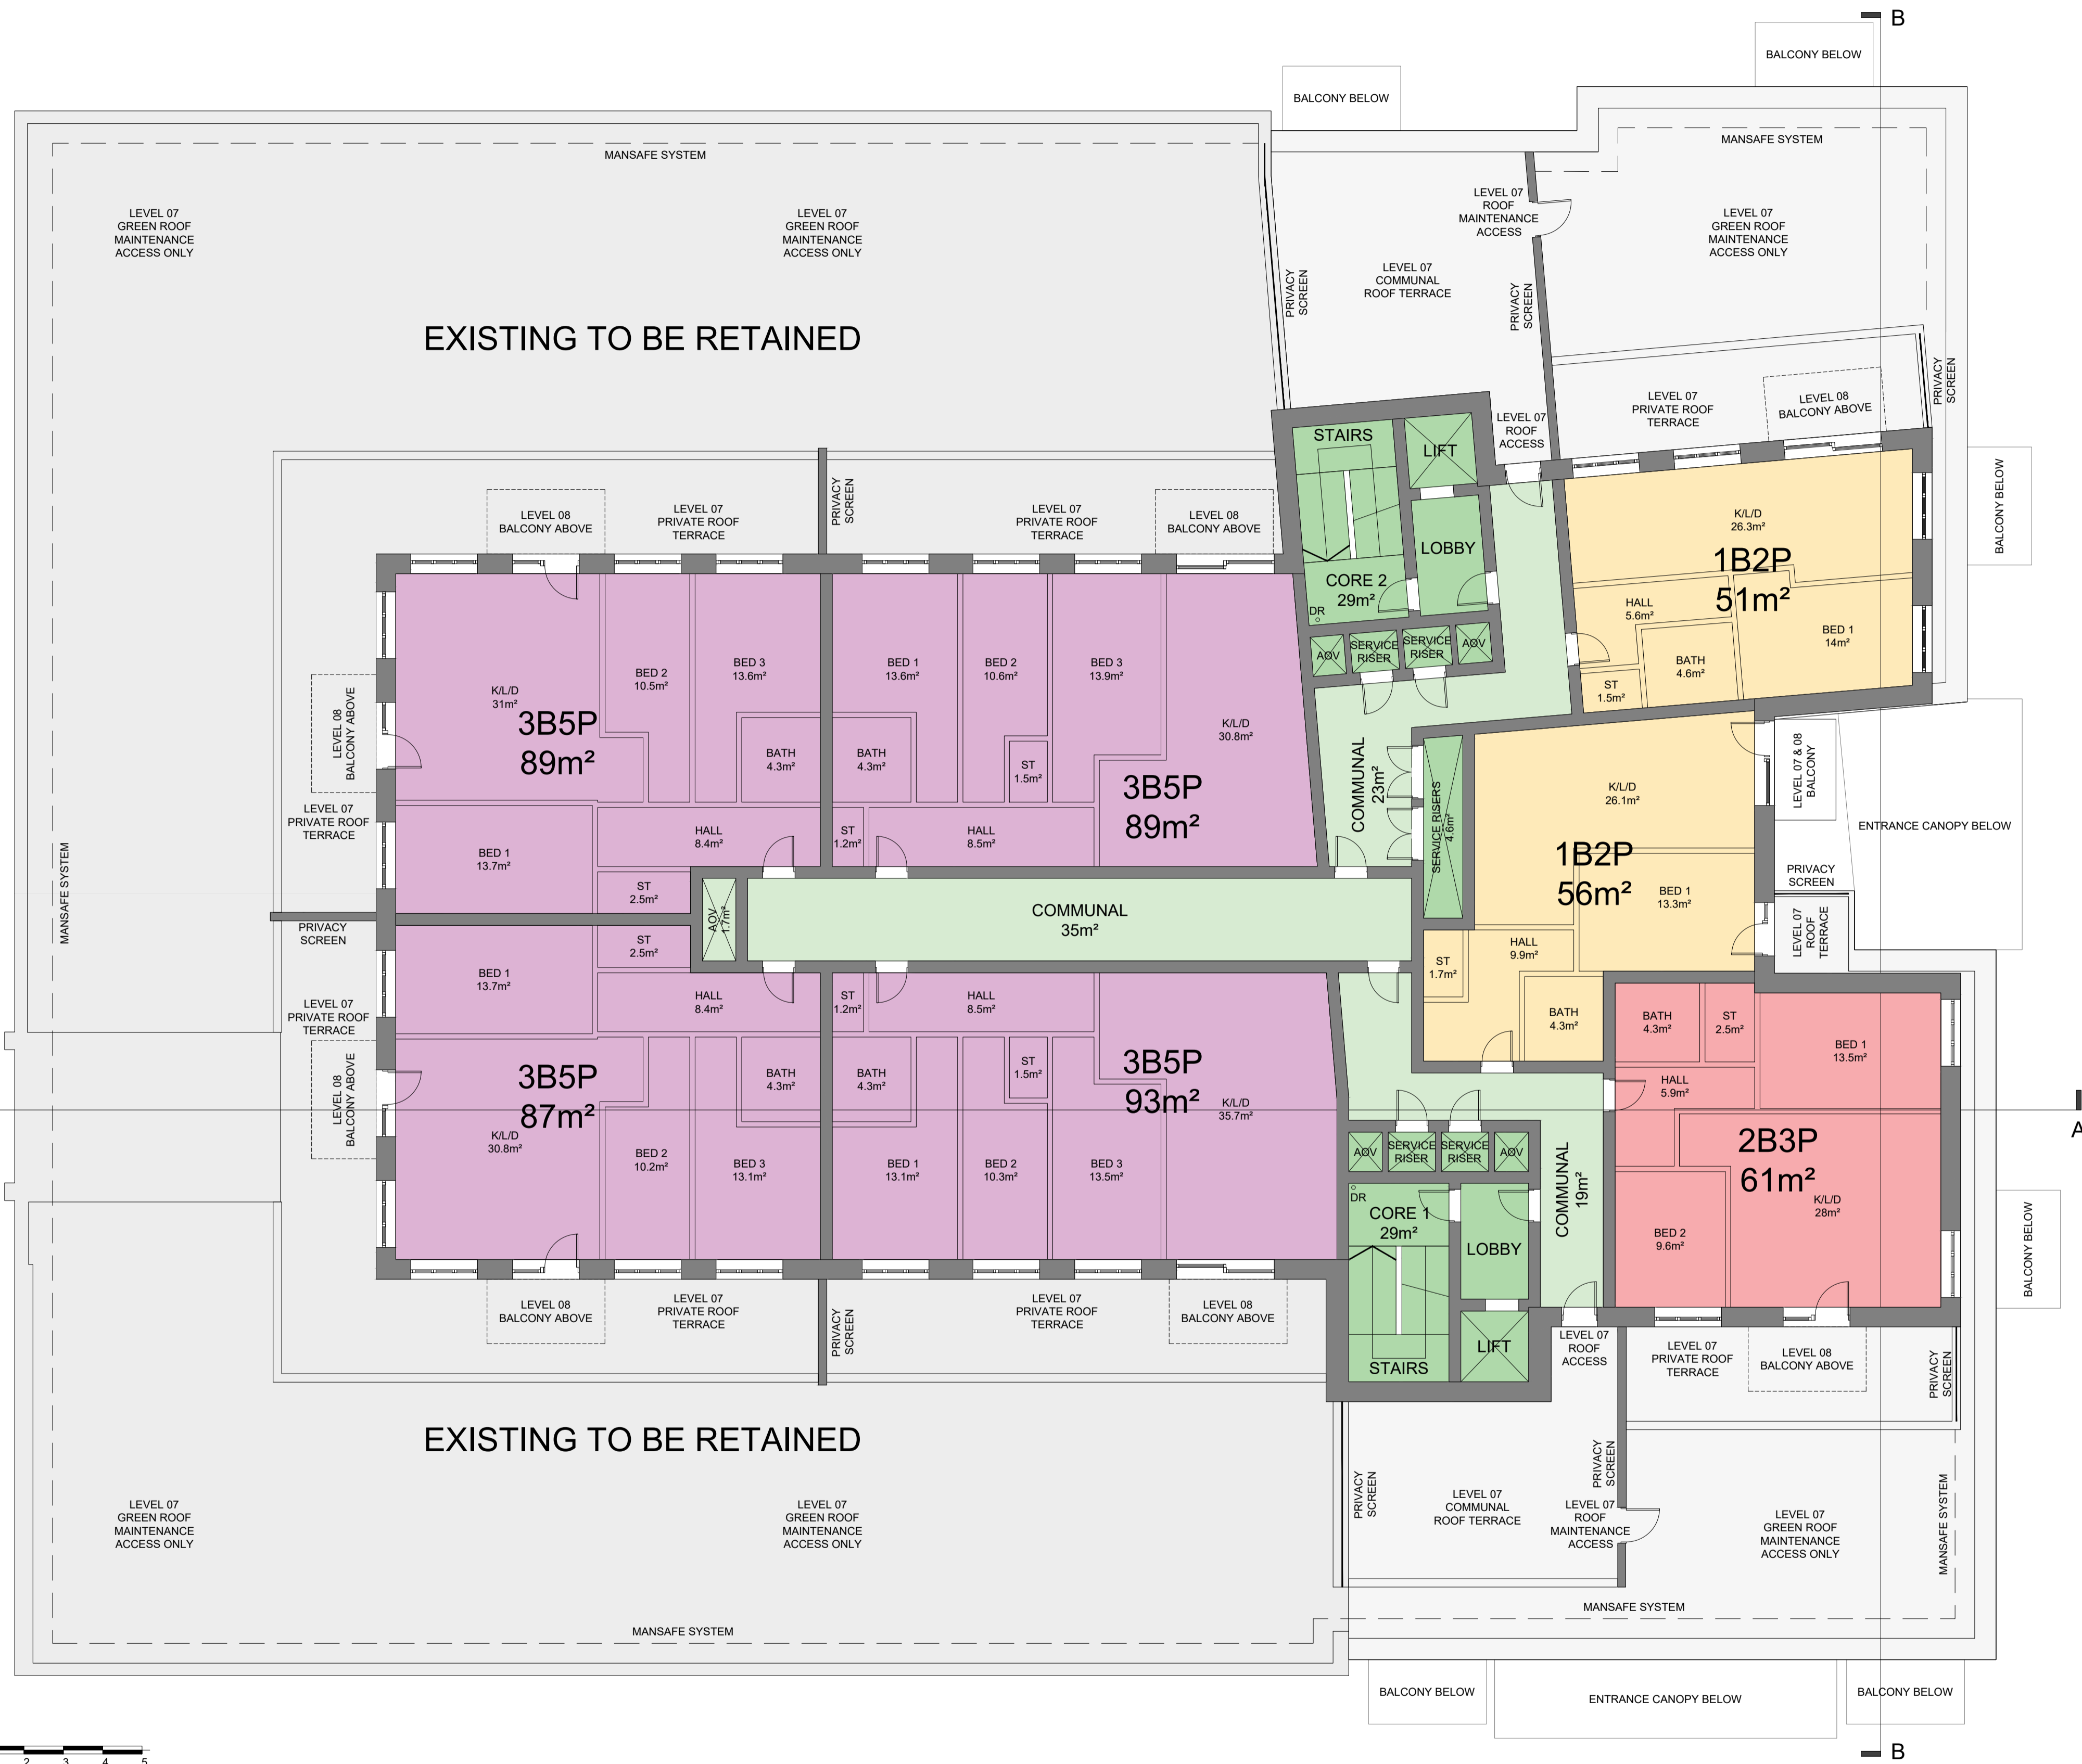 B
BALCONY BELOW
BALCONY BELOW
MANSAFE SYSTEM
MANSAFE SYSTEM
LEVEL 07
GREEN ROOF
MAINTENANCE
ACCESS ONLY
LEVEL 07
GREEN ROOF
MAINTENANCE
ACCESS ONLY
LEVEL 07
ROOF
MAINTENANCE
ACCESS
LEVEL 07
GREEN ROOF
MAINTENANCE
ACCESS ONLY
LEVEL 07
COMMUNAL
ROOF TERRACE
PRIVACY
SCREEN
PRIVACY
SCREEN
EXISTING TO BE RETAINED
PRIVACY
SCREEN
LEVEL 07
PRIVATE ROOF
TERRACE
LEVEL 08
BALCONY ABOVE
LEVEL 07
ROOF
ACCESS
STAIRS
LIFT
BALCONY BELOW
LEVEL 08
BALCONY ABOVE
LEVEL 07
PRIVATE ROOF
TERRACE
PRIVACY
SCREEN
LEVEL 07
PRIVATE ROOF
TERRACE
LEVEL 08
BALCONY ABOVE
LOBBY
CORE 2
29m²
DR
K/L/D
26.3m²
1B2P
51m²
HALL
5.6m²
BED 1
14m²
BATH
4.6m²
ST
1.5m²
AOV
SERVICE
RISER
SERVICE
RISER
AOV
LEVEL 08
BALCONY ABOVE
K/L/D
31m²
3B5P
89m²
BED 2
10.5m²
BED 3
13.6m²
BATH
4.3m²
BED 1
13.6m²
BED 2
10.6m²
BED 3
13.9m²
BATH
4.3m²
ST
1.5m²
K/L/D
30.8m²
3B5P
89m²
COMMUNAL
23m²
SERVICE RISERS
4.6m²
K/L/D
26.1m²
LEVEL 07 & 08
BALCONY
ENTRANCE CANOPY BELOW
LEVEL 07
PRIVATE ROOF
TERRACE
BED 1
13.7m²
HALL
8.4m²
ST
2.5m²
ST
1.2m²
HALL
8.5m²
1B2P
56m²
BED 1
13.3m²
PRIVACY
SCREEN
MANSAFE SYSTEM
PRIVACY
SCREEN
AOV
1.7m²
COMMUNAL
35m²
LEVEL 07
ROOF
TERRACE
HALL
9.9m²
ST
1.7m²
BATH
4.3m²
LEVEL 07
PRIVATE ROOF
TERRACE
BED 1
13.7m²
ST
2.5m²
HALL
8.4m²
ST
1.2m²
HALL
8.5m²
BATH
4.3m²
ST
2.5m²
BED 1
13.5m²
LEVEL 08
BALCONY ABOVE
3B5P
87m²
K/L/D
30.8m²
BED 2
10.2m²
BATH
4.3m²
BED 3
13.1m²
BATH
4.3m²
ST
1.5m²
BED 1
13.1m²
BED 2
10.3m²
BED 3
13.5m²
3B5P
93m²
K/L/D
35.7m²
HALL
5.9m²
A
2B3P
61m²
K/L/D
28m²
BED 2
9.6m²
AOV
SERVICE
RISER
SERVICE
RISER
AOV
COMMUNAL
19m²
DR
CORE 1
29m²
LOBBY
STAIRS
LIFT
BALCONY BELOW
LEVEL 08
BALCONY ABOVE
LEVEL 07
PRIVATE ROOF
TERRACE
PRIVACY
SCREEN
LEVEL 07
PRIVATE ROOF
TERRACE
LEVEL 08
BALCONY ABOVE
LEVEL 07
ROOF
ACCESS
LEVEL 07
PRIVATE ROOF
TERRACE
LEVEL 08
BALCONY ABOVE
PRIVACY
SCREEN
EXISTING TO BE RETAINED
PRIVACY
SCREEN
PRIVACY
SCREEN
LEVEL 07
GREEN ROOF
MAINTENANCE
ACCESS ONLY
LEVEL 07
GREEN ROOF
MAINTENANCE
ACCESS ONLY
LEVEL 07
COMMUNAL
ROOF TERRACE
LEVEL 07
ROOF
MAINTENANCE
ACCESS
LEVEL 07
GREEN ROOF
MAINTENANCE
ACCESS ONLY
MANSAFE SYSTEM
MANSAFE SYSTEM
MANSAFE SYSTEM
BALCONY BELOW
ENTRANCE CANOPY BELOW
BALCONY BELOW
B
2 3 4 5